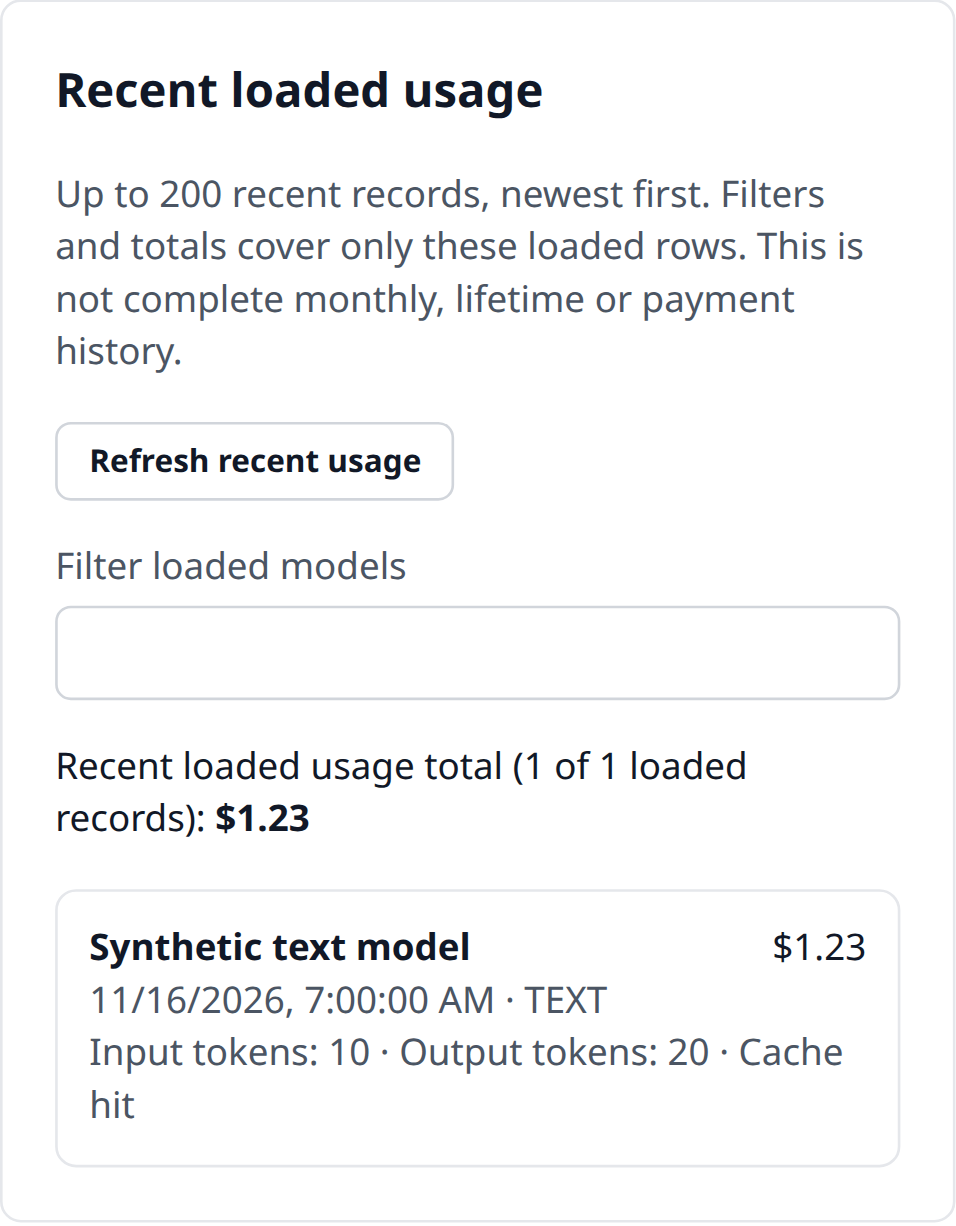 Recent loaded usage
Up to 200 recent records, newest first. Filters
and totals cover only these loaded rows. This is
not complete monthly, lifetime or payment
history.
Refresh recent usage
Filter loaded models
Recent loaded usage total (1 of 1 loaded
records): $1.23
Synthetic text model $1.23
11/16/2026, 7:00:00 AM · TEXT
Input tokens: 10 · Output tokens: 20 · Cache
hit